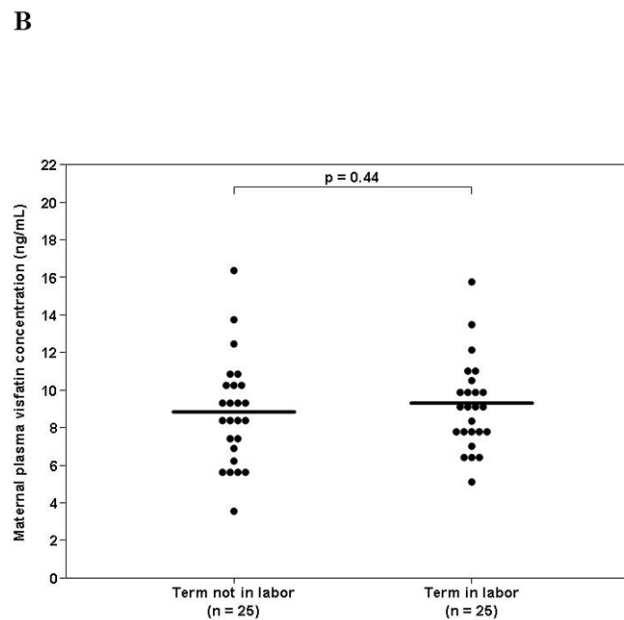 B
22
p = 0.44
20
18
16
14
12
10
8
6
4
2
0
Maternal plasma visfatin concentration (ng/mL)
Term not in labor
(n = 25)
Term in labor
(n = 25)